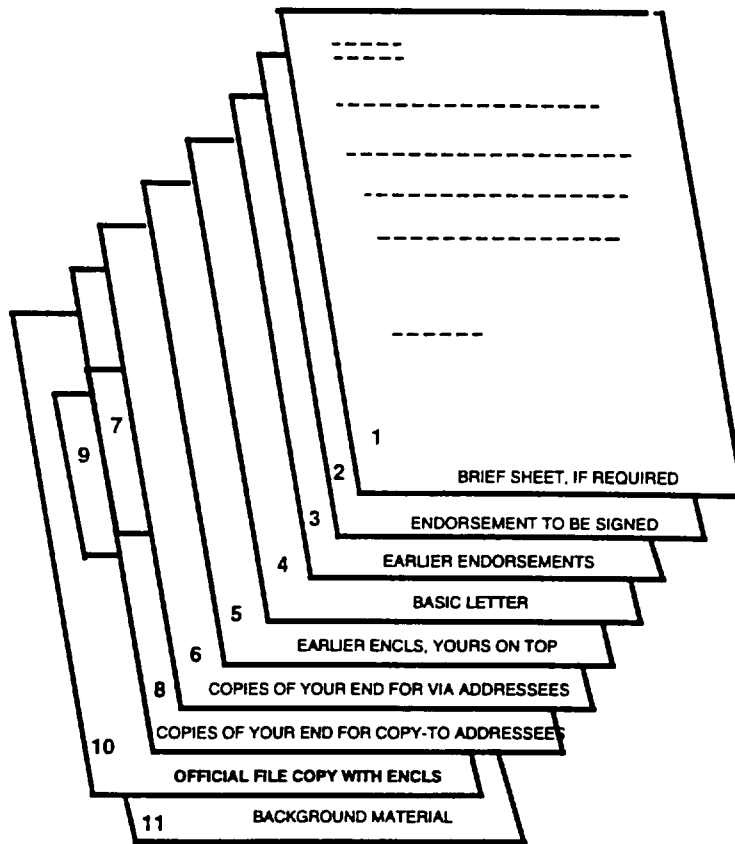 1
BRIEF SHEET, IF REQUIRED
2
ENDORSEMENT TO BE SIGNED
3
EARLIER ENDORSEMENTS
4
BASIC LETTER
5
EARLIER ENCLS, YOURS ON TOP
6
COPIES OF YOUR END FOR VIA ADDRESSEES
7
8
COPIES OF YOUR END FOR COPY-TO ADDRESSEES
9
10
OFFICIAL FILE COPY WITH ENCLS
11
BACKGROUND MATERIAL